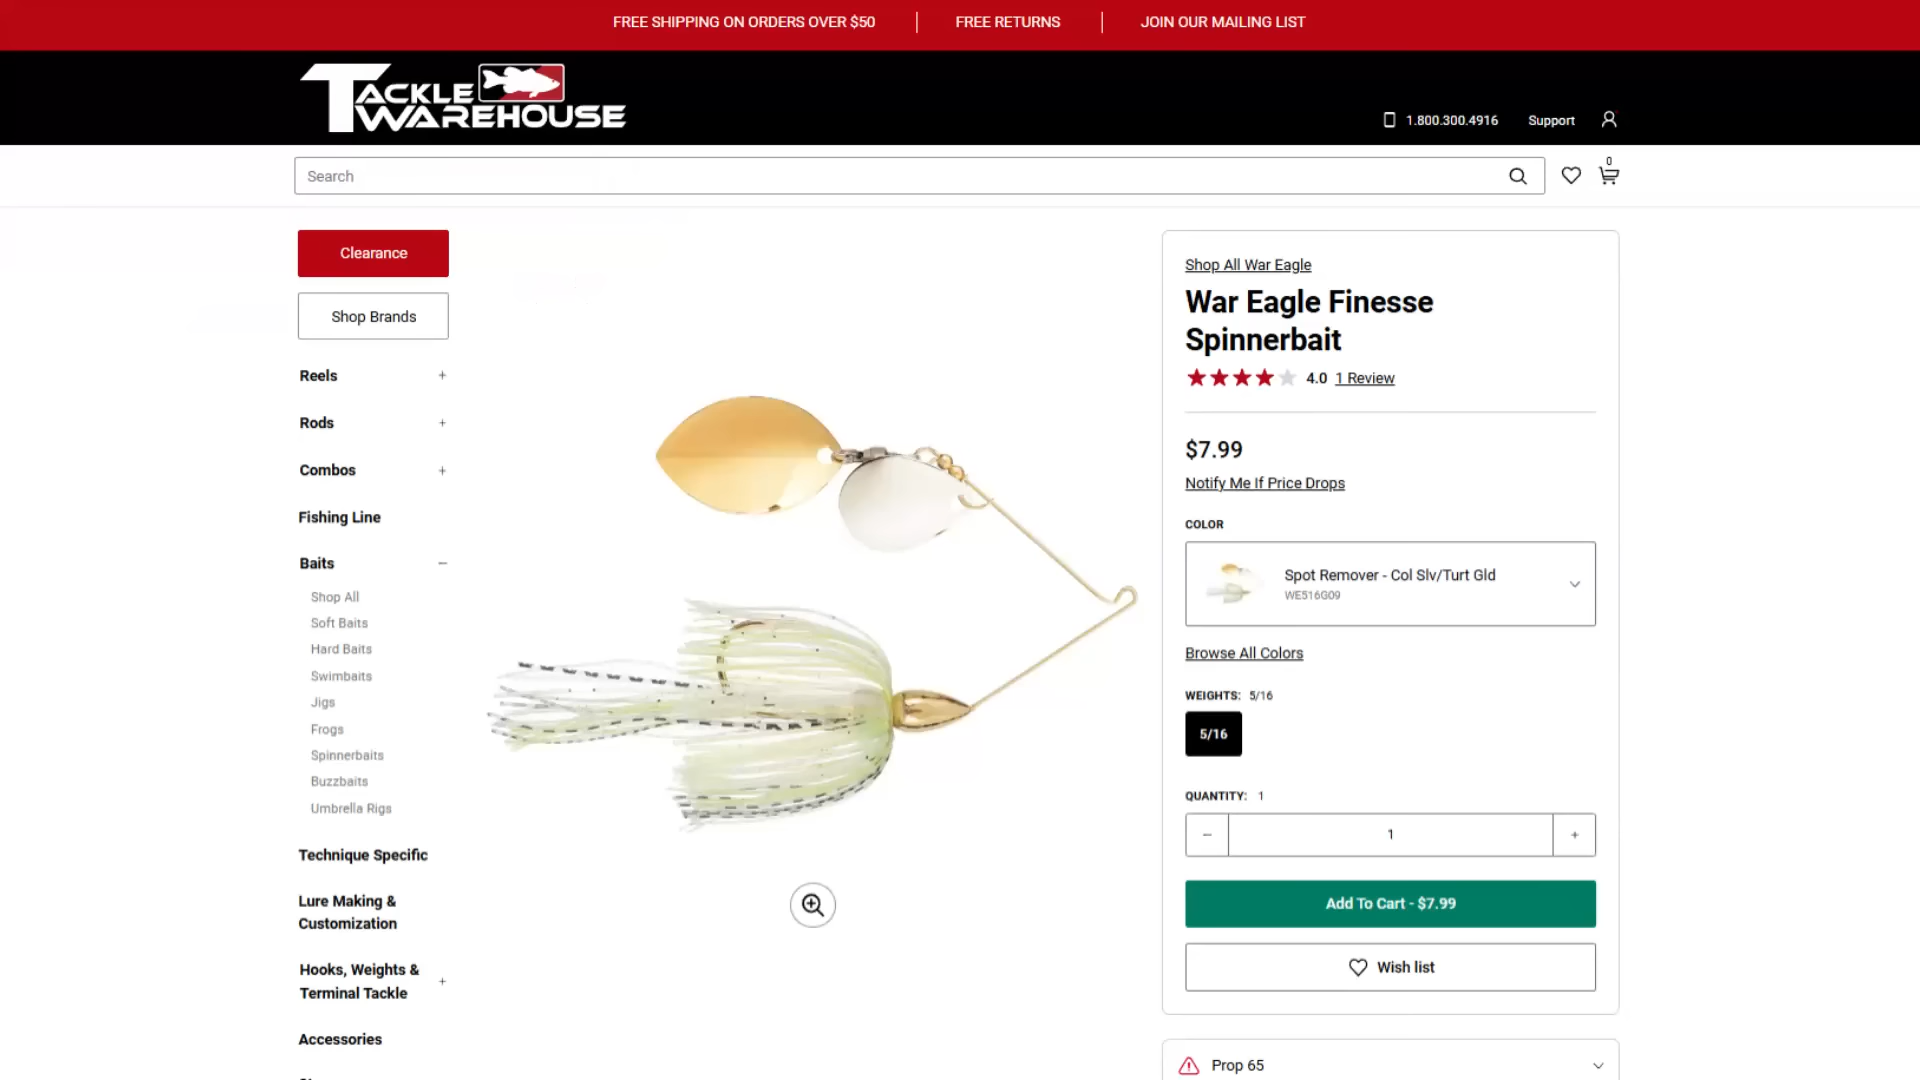 FREE SHIPPING ON ORDERS OVER $50
FREE RETURNS
JOIN OUR MAILING LIST
TACKLE WAREHOUSE
1.800.300.4916
Support
Search
0
Clearance
Shop Brands
Reels +
Rods +
Combos +
Fishing Line
Baits −
Shop All
Soft Baits
Hard Baits
Swimbaits
Jigs
Frogs
Spinnerbaits
Buzzbaits
Umbrella Rigs
Technique Specific
Lure Making &
Customization
Hooks, Weights &
Terminal Tackle +
Accessories
Shop All War Eagle
War Eagle Finesse
Spinnerbait
4.0 1 Review
$7.99
Notify Me If Price Drops
COLOR
Spot Remover - Col Slv/Turt Gld
WE516G09
Browse All Colors
WEIGHTS: 5/16
5/16
QUANTITY: 1
− 1 +
Add To Cart - $7.99
Wish list
Prop 65